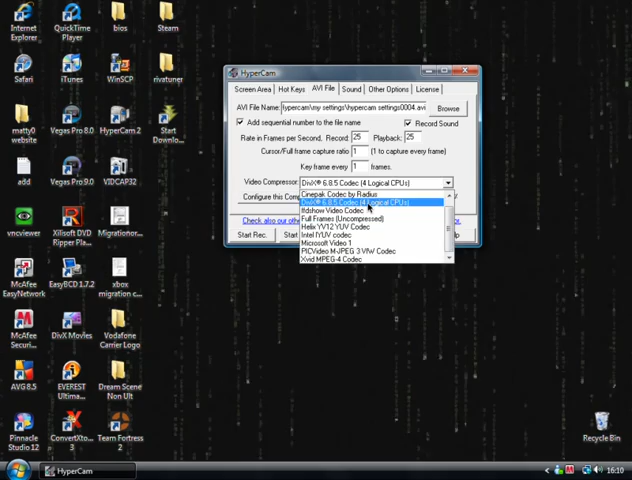 Internet Explorer
QuickTime Player
bios
Steam
Safari
iTunes
WinSCP
rivatuner
matty0 website
Vegas Pro 8.0
HyperCam 2
Start Downlo...
add
Vegas Pro 9.0
VIDCAP32
vncviewer
Xilisoft DVD Ripper Pla...
Migrationor...
McAfee EasyNetwork
EasyBCD 1.7.2
xbox migration c...
McAfee Securi...
DivX Movies
Vodafone Carrier Logo
AVG 8.5
EVEREST Ultima...
Dream Scene Non Ult
Pinnacle Studio 12
ConvertXto... 3
Team Fortress 2
HyperCam
Screen Area Hot Keys AVI File Sound Other Options License
AVI File Name: hypercam\my settings\hypercam settings0004.avi Browse
Add sequential number to the file name Record Sound
Rate in Frames per Second, Record: 25 Playback: 25
Cursor/Full frame capture ratio 1 (1 to capture every frame)
Key frame every 1 frames.
Video Compressor: DivX® 6.8.5 Codec (4 Logical CPUs)
Configure this Com
Cinepak Codec by Radius
DivX® 6.8.5 Codec (4 Logical CPUs)
ffdshow Video Codec
Full Frames (Uncompressed)
Helix YV12 YUV Codec
Intel IYUV codec
Microsoft Video 1
PICVideo M-JPEG 3 VfW Codec
Xvid MPEG-4 Codec
Check also our othe
Start Rec. Start
Recycle Bin
HyperCam
16:10